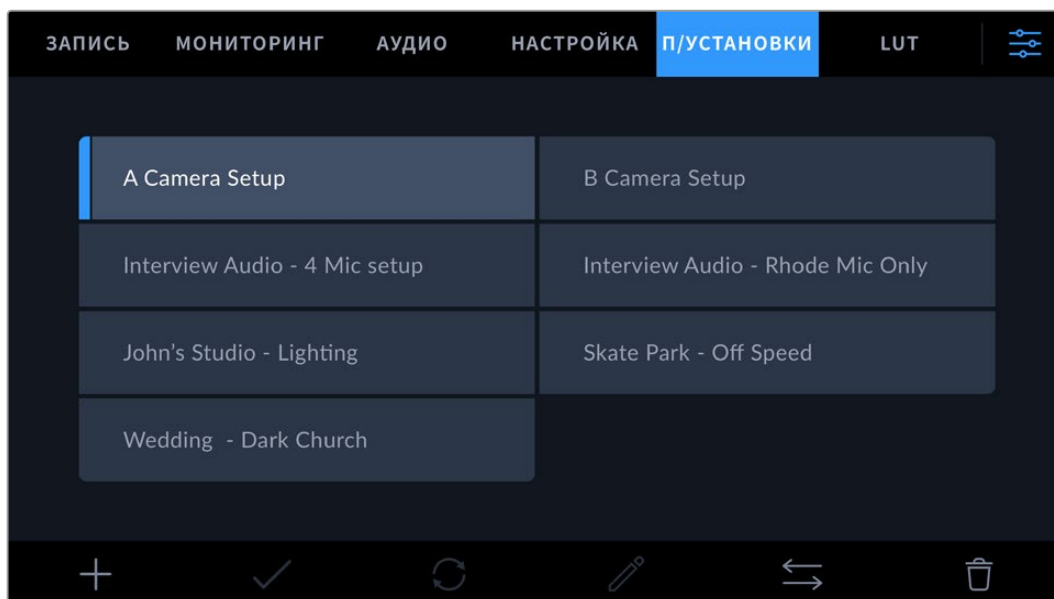 ЗАПИСЬ МОНИТОРИНГ АУДИО НАСТРОЙКА П/УСТАНОВКИ LUT
A Camera Setup B Camera Setup
Interview Audio - 4 Mic setup Interview Audio - Rhode Mic Only
John’s Studio - Lighting Skate Park - Off Speed
Wedding - Dark Church